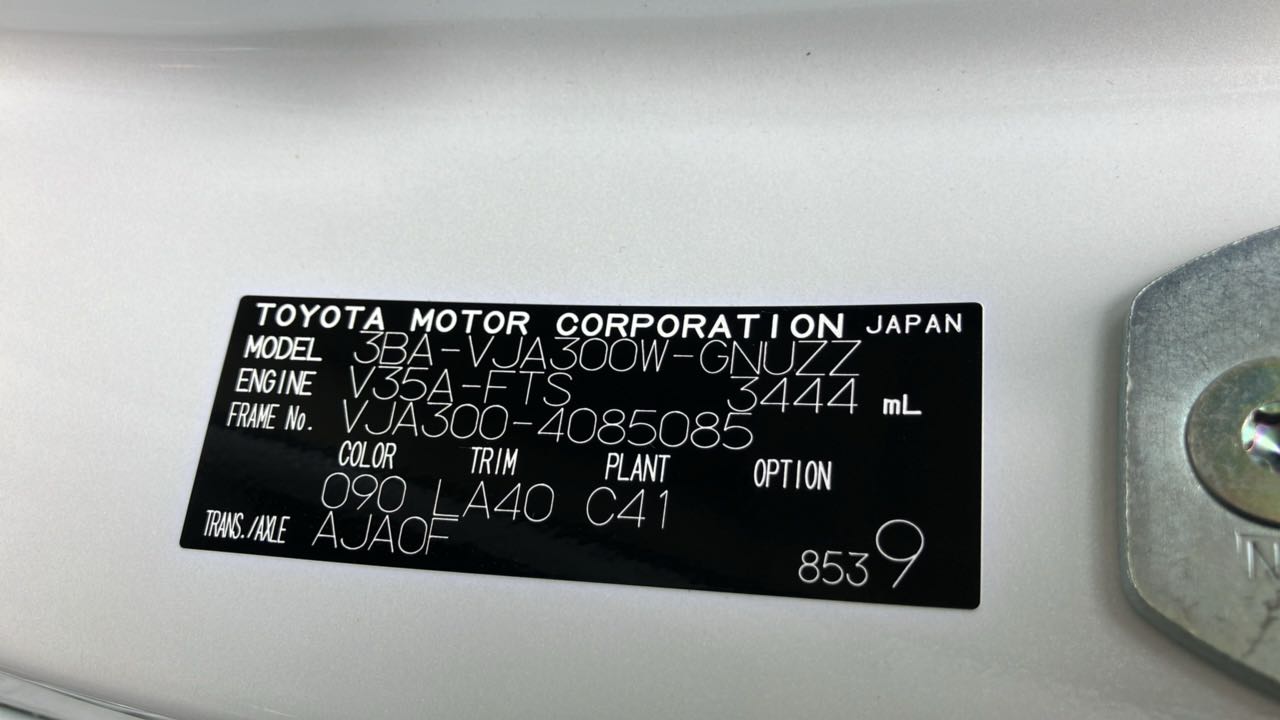 TOYOTA MOTOR CORPORATION JAPAN
MODEL 3BA-VJA300W-GNUZZ
ENGINE V35A-FTS 3444 mL
FRAME No. VJA300-4085085
COLOR TRIM PLANT OPTION
090 LA40 C41
TRANS./AXLE AJA0F
8539